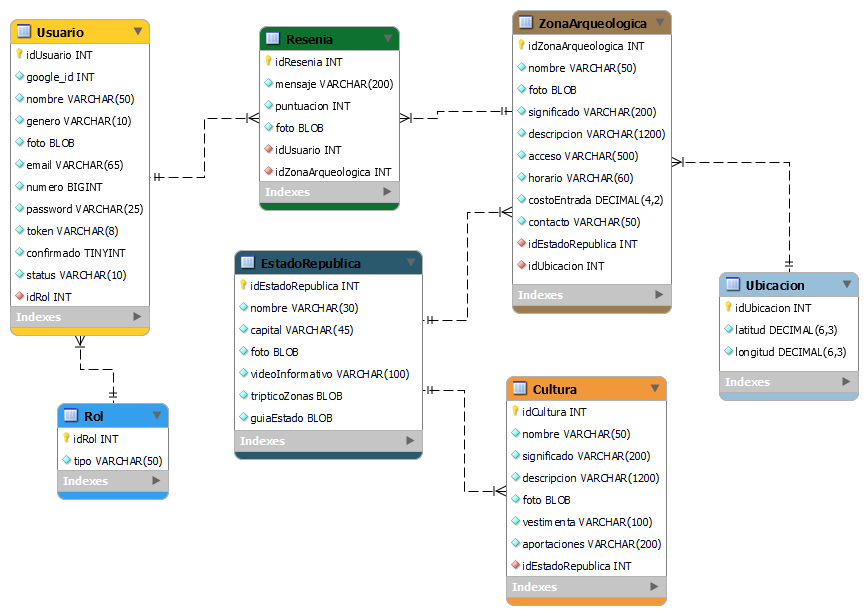 Usuario
idUsuario INT
google_id INT
nombre VARCHAR(50)
genero VARCHAR(10)
foto BLOB
email VARCHAR(65)
numero BIGINT
password VARCHAR(25)
token VARCHAR(8)
confirmado TINYINT
status VARCHAR(10)
idRol INT
Indexes
Rol
idRol INT
tipo VARCHAR(50)
Indexes
Resenia
idResenia INT
mensaje VARCHAR(200)
puntuacion INT
foto BLOB
idUsuario INT
idZonaArqueologica INT
Indexes
EstadoRepublica
idEstadoRepublica INT
nombre VARCHAR(30)
capital VARCHAR(45)
foto BLOB
videoInformativo VARCHAR(100)
tripticoZonas BLOB
guiaEstado BLOB
Indexes
ZonaArqueologica
idZonaArqueologica INT
nombre VARCHAR(50)
foto BLOB
significado VARCHAR(200)
descripcion VARCHAR(1200)
acceso VARCHAR(500)
horario VARCHAR(60)
costoEntrada DECIMAL(4,2)
contacto VARCHAR(50)
idEstadoRepublica INT
idUbicacion INT
Indexes
Cultura
idCultura INT
nombre VARCHAR(50)
significado VARCHAR(200)
descripcion VARCHAR(1200)
foto BLOB
vestimenta VARCHAR(100)
aportaciones VARCHAR(200)
idEstadoRepublica INT
Indexes
Ubicacion
idUbicacion INT
latitud DECIMAL(6,3)
longitud DECIMAL(6,3)
Indexes